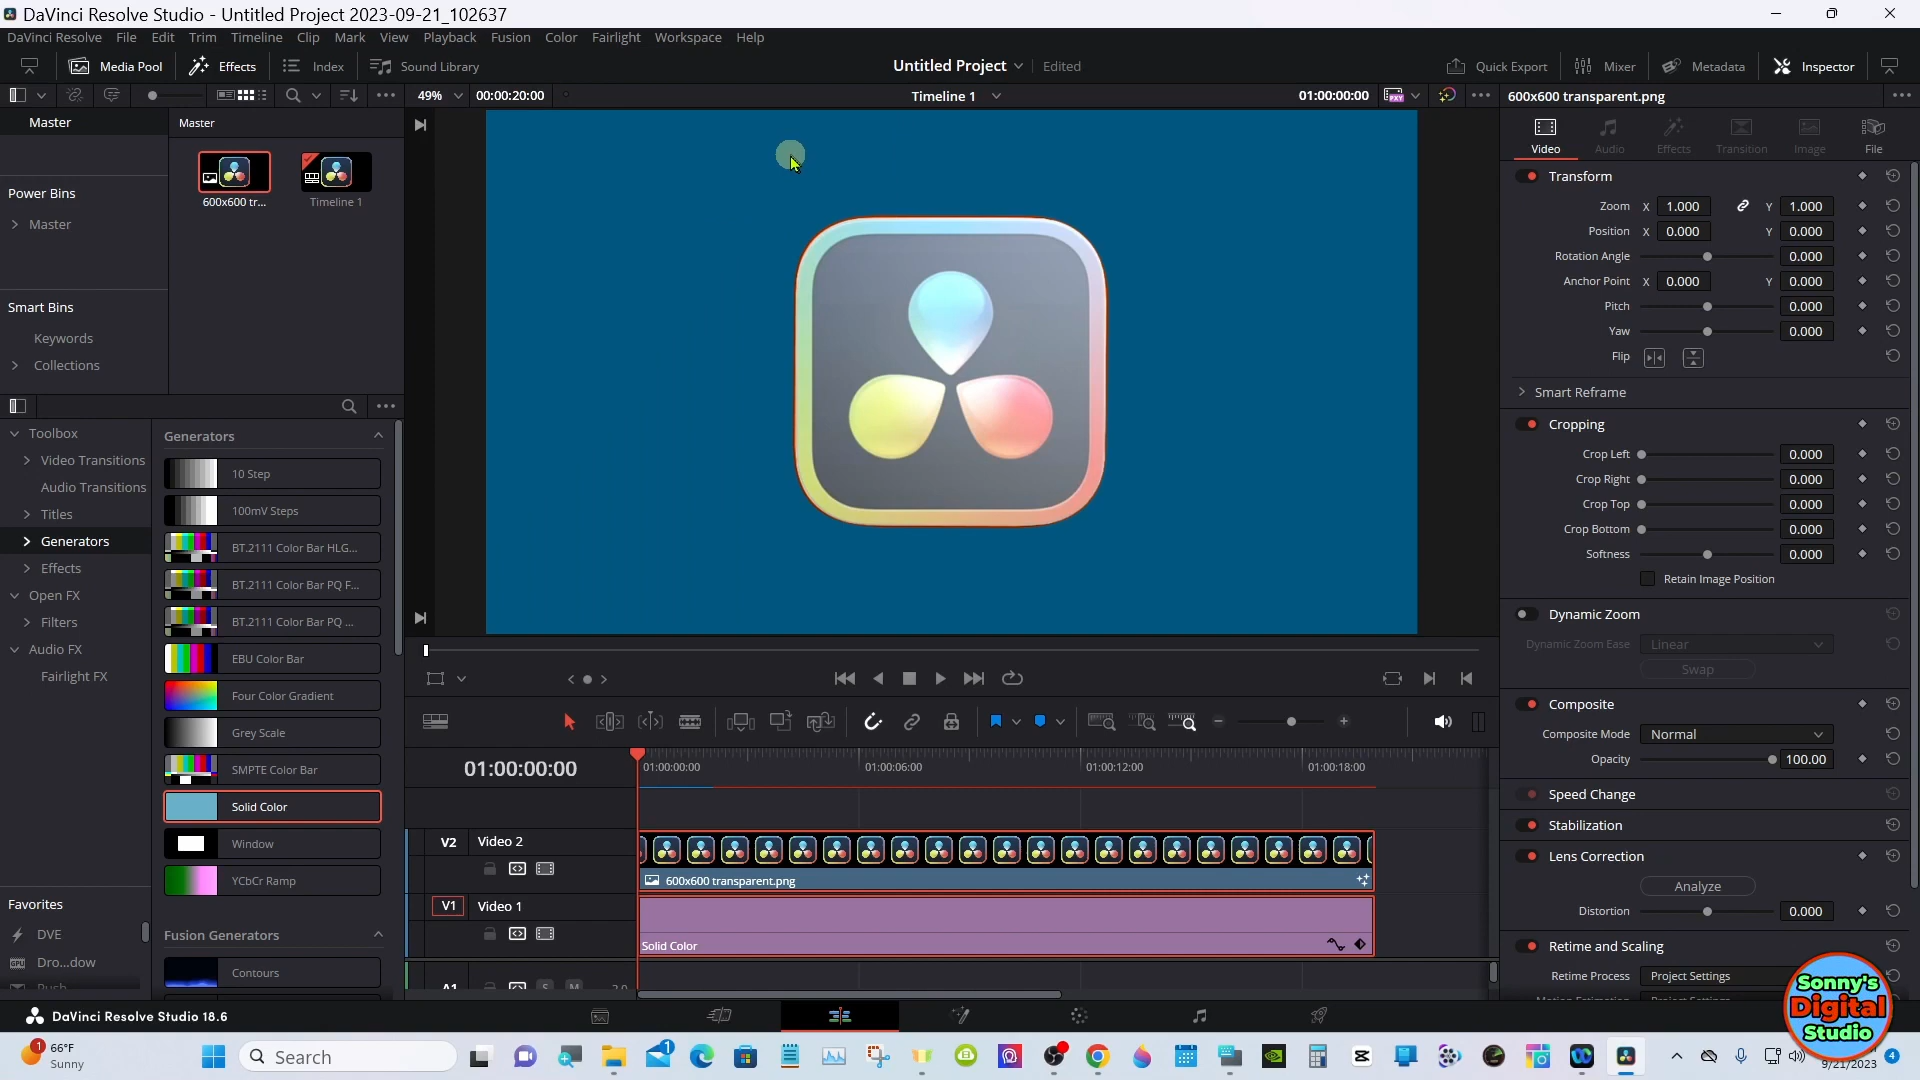 DaVinci Resolve Studio - Untitled Project 2023-09-21_102637
DaVinci Resolve File Edit Trim Timeline Clip Mark View Playback Fusion Color Fairlight Workspace Help
Media Pool Effects Index Sound Library Untitled Project Edited Quick Export Mixer Metadata Inspector
49% 00:00:20:00 Timeline 1 01:00:00:00 600x600 transparent.png
Master
Master
600x600 tr...
Timeline 1
Power Bins
Master
Smart Bins
Keywords
Collections
Video Audio Effects Transition Image File
Transform
Zoom X 1.000 Y 1.000
Position X 0.000 Y 0.000
Rotation Angle 0.000
Anchor Point X 0.000 Y 0.000
Pitch 0.000
Yaw 0.000
Flip
Smart Reframe
Cropping
Crop Left 0.000
Crop Right 0.000
Crop Top 0.000
Crop Bottom 0.000
Softness 0.000
Retain Image Position
Dynamic Zoom
Dynamic Zoom Ease Linear
Swap
Composite
Composite Mode Normal
Opacity 100.00
Speed Change
Stabilization
Lens Correction
Analyze
Distortion 0.000
Retime and Scaling
Retime Process Project Settings
Toolbox
Video Transitions
Audio Transitions
Titles
Generators
Effects
Open FX
Filters
Audio FX
Fairlight FX
Favorites
DVE
Dro...dow
Push
Generators
10 Step
100mV Steps
BT.2111 Color Bar HLG...
BT.2111 Color Bar PQ F...
BT.2111 Color Bar PQ ...
EBU Color Bar
Four Color Gradient
Grey Scale
SMPTE Color Bar
Solid Color
Window
YCbCr Ramp
Fusion Generators
Contours
01:00:00:00
01:00:00:00 01:00:06:00 01:00:12:00 01:00:18:00
V2 Video 2
600x600 transparent.png
V1 Video 1
Solid Color
A1 S M 2.0
DaVinci Resolve Studio 18.6
Sonny's
Digital
Studio
1 66°F
Sunny
Search
1
9/21/2023
4